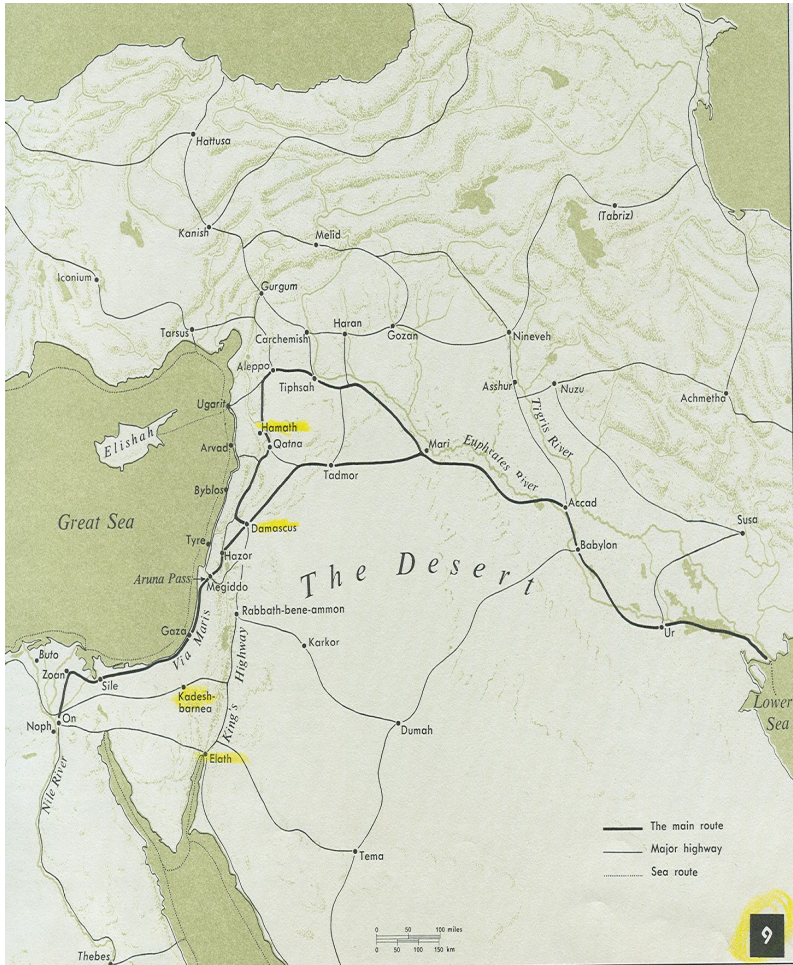 Hattusa
(Tabriz)
Kanish
Melid
Iconium
Gurgum
Tarsus
Carchemish
Haran
Gozan
Nineveh
Aleppo
Tiphsah
Asshur
Nuzu
Achmetha
Ugarit
Tigris River
Hamath
Elishah
Arvad
Qatna
Mari
Euphrates River
Tadmor
Byblos
Accad
Great Sea
Damascus
Susa
Tyre
Hazor
Babylon
Aruna Pass
The Desert
Megiddo
Rabbath-bene-ammon
Gaza
Via Maris
Karkor
Ur
Buto
Zoan
Sile
King's Highway
Kadesh-
barnea
Lower
Sea
On
Noph
Dumah
Elath
Nile River
The main route
Major highway
Tema
Sea route
0 50 100 miles
0 50 100 150 km
9
Thebes